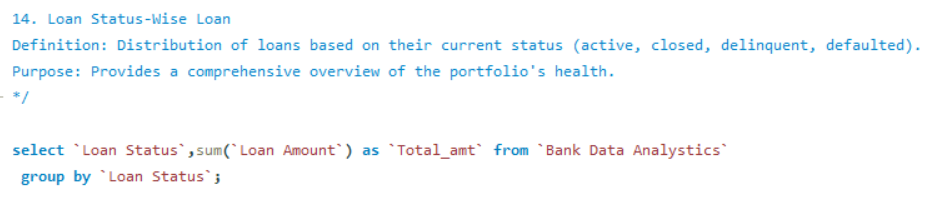 14. Loan Status-Wise Loan
Definition: Distribution of loans based on their current status (active, closed, delinquent, defaulted).
Purpose: Provides a comprehensive overview of the portfolio's health.
*/
select `Loan Status`,sum(`Loan Amount`) as `Total_amt` from `Bank Data Analystics`
group by `Loan Status`;